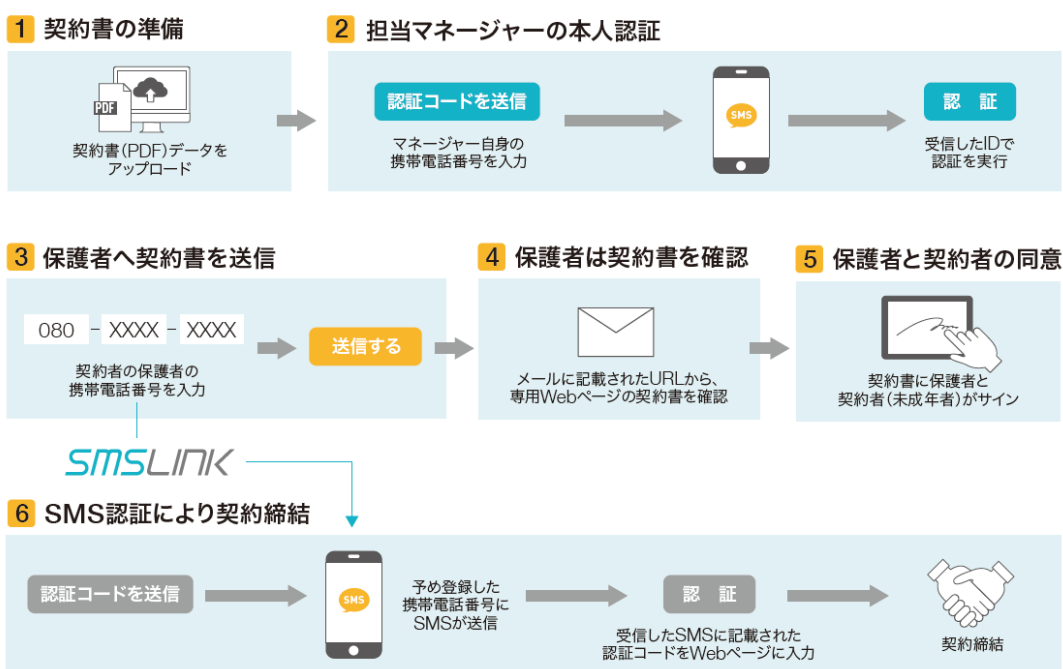 1 契約書の準備
PDF
契約書(PDF)データを
アップロード
2 担当マネージャーの本人認証
認証コードを送信
マネージャー自身の
携帯電話番号を入力
SMS
認 証
受信したIDで
認証を実行
3 保護者へ契約書を送信
080 - XXXX - XXXX
契約者の保護者の
携帯電話番号を入力
送信する
4 保護者は契約書を確認
メールに記載されたURLから、
専用Webページの契約書を確認
5 保護者と契約者の同意
契約書に保護者と
契約者(未成年者)がサイン
SMSLINK
6 SMS認証により契約締結
認証コードを送信
SMS
予め登録した
携帯電話番号に
SMSが送信
認 証
受信したSMSに記載された
認証コードをWebページに入力
契約締結